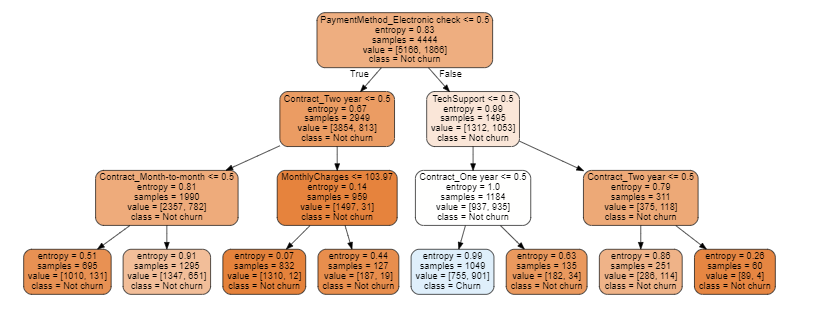 PaymentMethod_Electronic check <= 0.5
entropy = 0.83
samples = 4444
value = [5166, 1866]
class = Not churn
True
False
Contract_Two year <= 0.5
entropy = 0.67
samples = 2949
value = [3854, 813]
class = Not churn
TechSupport <= 0.5
entropy = 0.99
samples = 1495
value = [1312, 1053]
class = Not churn
Contract_Month-to-month <= 0.5
entropy = 0.81
samples = 1990
value = [2357, 782]
class = Not churn
MonthlyCharges <= 103.97
entropy = 0.14
samples = 959
value = [1497, 31]
class = Not churn
Contract_One year <= 0.5
entropy = 1.0
samples = 1184
value = [937, 935]
class = Not churn
Contract_Two year <= 0.5
entropy = 0.79
samples = 311
value = [375, 118]
class = Not churn
entropy = 0.51
samples = 695
value = [1010, 131]
class = Not churn
entropy = 0.91
samples = 1295
value = [1347, 651]
class = Not churn
entropy = 0.07
samples = 832
value = [1310, 12]
class = Not churn
entropy = 0.44
samples = 127
value = [187, 19]
class = Not churn
entropy = 0.99
samples = 1049
value = [755, 901]
class = Churn
entropy = 0.63
samples = 135
value = [182, 34]
class = Not churn
entropy = 0.86
samples = 251
value = [286, 114]
class = Not churn
entropy = 0.26
samples = 60
value = [89, 4]
class = Not churn